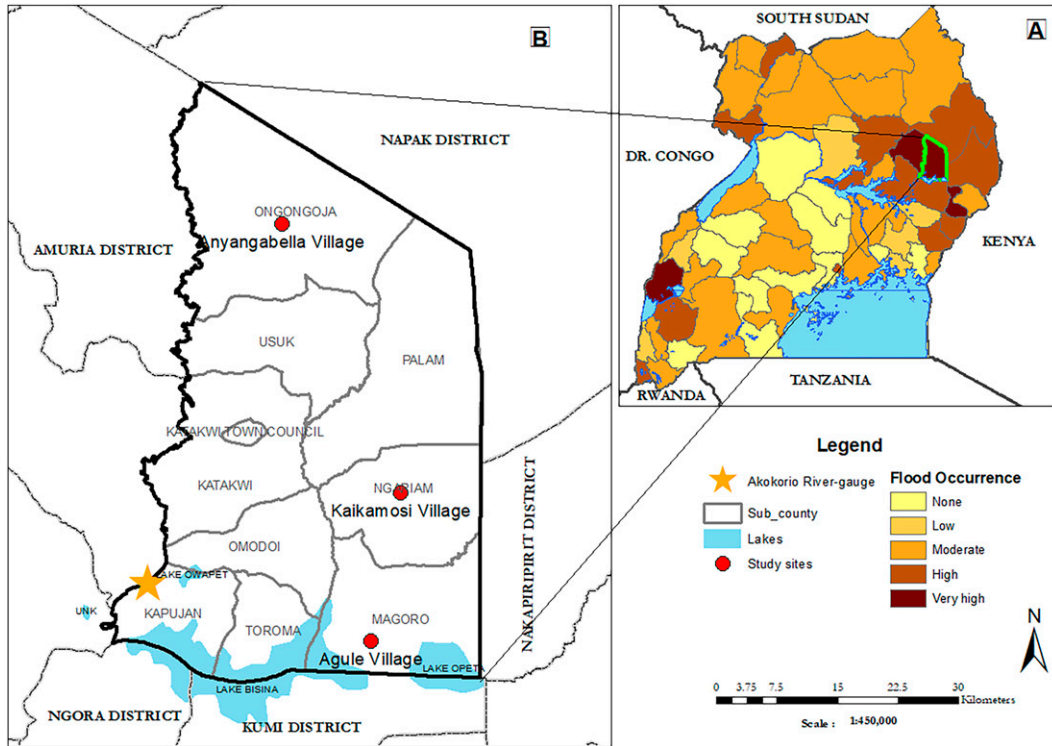 B
NAPAK DISTRICT
ONGONGOJA
Anyangabella Village
AMURIA DISTRICT
USUK
PALAM
KATAKWI TOWN COUNCIL
KATAKWI
NGARIAM
Kaikamosi Village
OMODOI
LAKE OWAPET
UNK
KAPUJAN
TOROMA
MAGORO
Agule Village
LAKE OPETA
LAKE BISINA
NGORA DISTRICT
KUMI DISTRICT
NAKAPIRIPIRIT DISTRICT
SOUTH SUDAN
A
DR. CONGO
KENYA
TANZANIA
RWANDA
Legend
Akokorio River-gauge
Sub_county
Lakes
Study sites
Flood Occurrence
None
Low
Moderate
High
Very high
N
0 3.75 7.5 15 22.5 30
Kilometers
Scale : 1:450,000